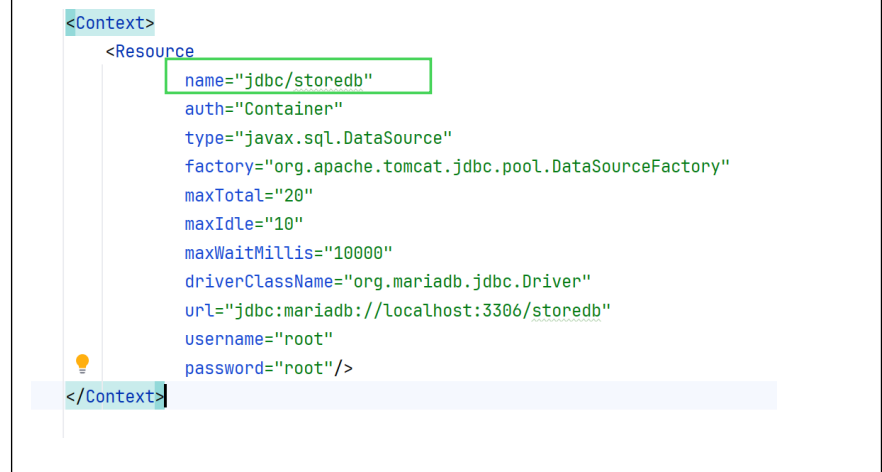 <Context>
<Resource
name="jdbc/storedb"
auth="Container"
type="javax.sql.DataSource"
factory="org.apache.tomcat.jdbc.pool.DataSourceFactory"
maxTotal="20"
maxIdle="10"
maxWaitMillis="10000"
driverClassName="org.mariadb.jdbc.Driver"
url="jdbc:mariadb://localhost:3306/storedb"
username="root"
password="root"/>
</Context>